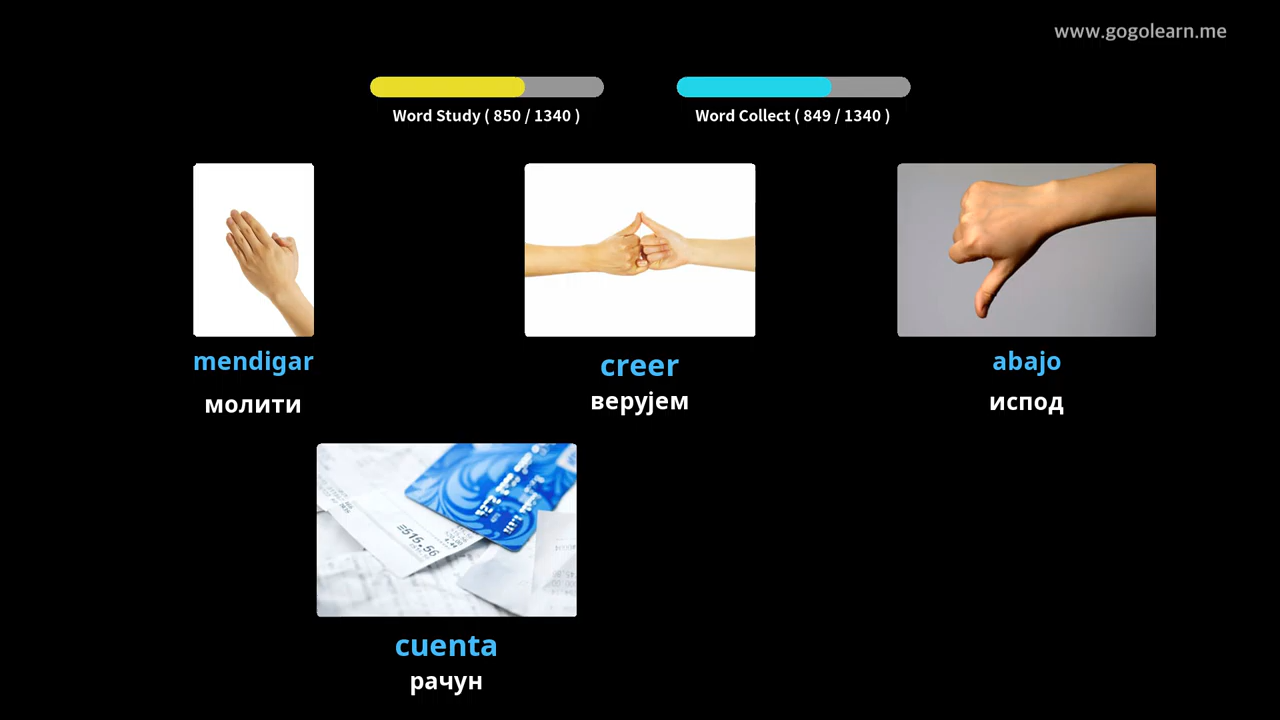 www.gogolearn.me
Word Study ( 850 / 1340 )
Word Collect ( 849 / 1340 )
mendigar
молити
creer
верујем
abajo
испод
cuenta
рачун